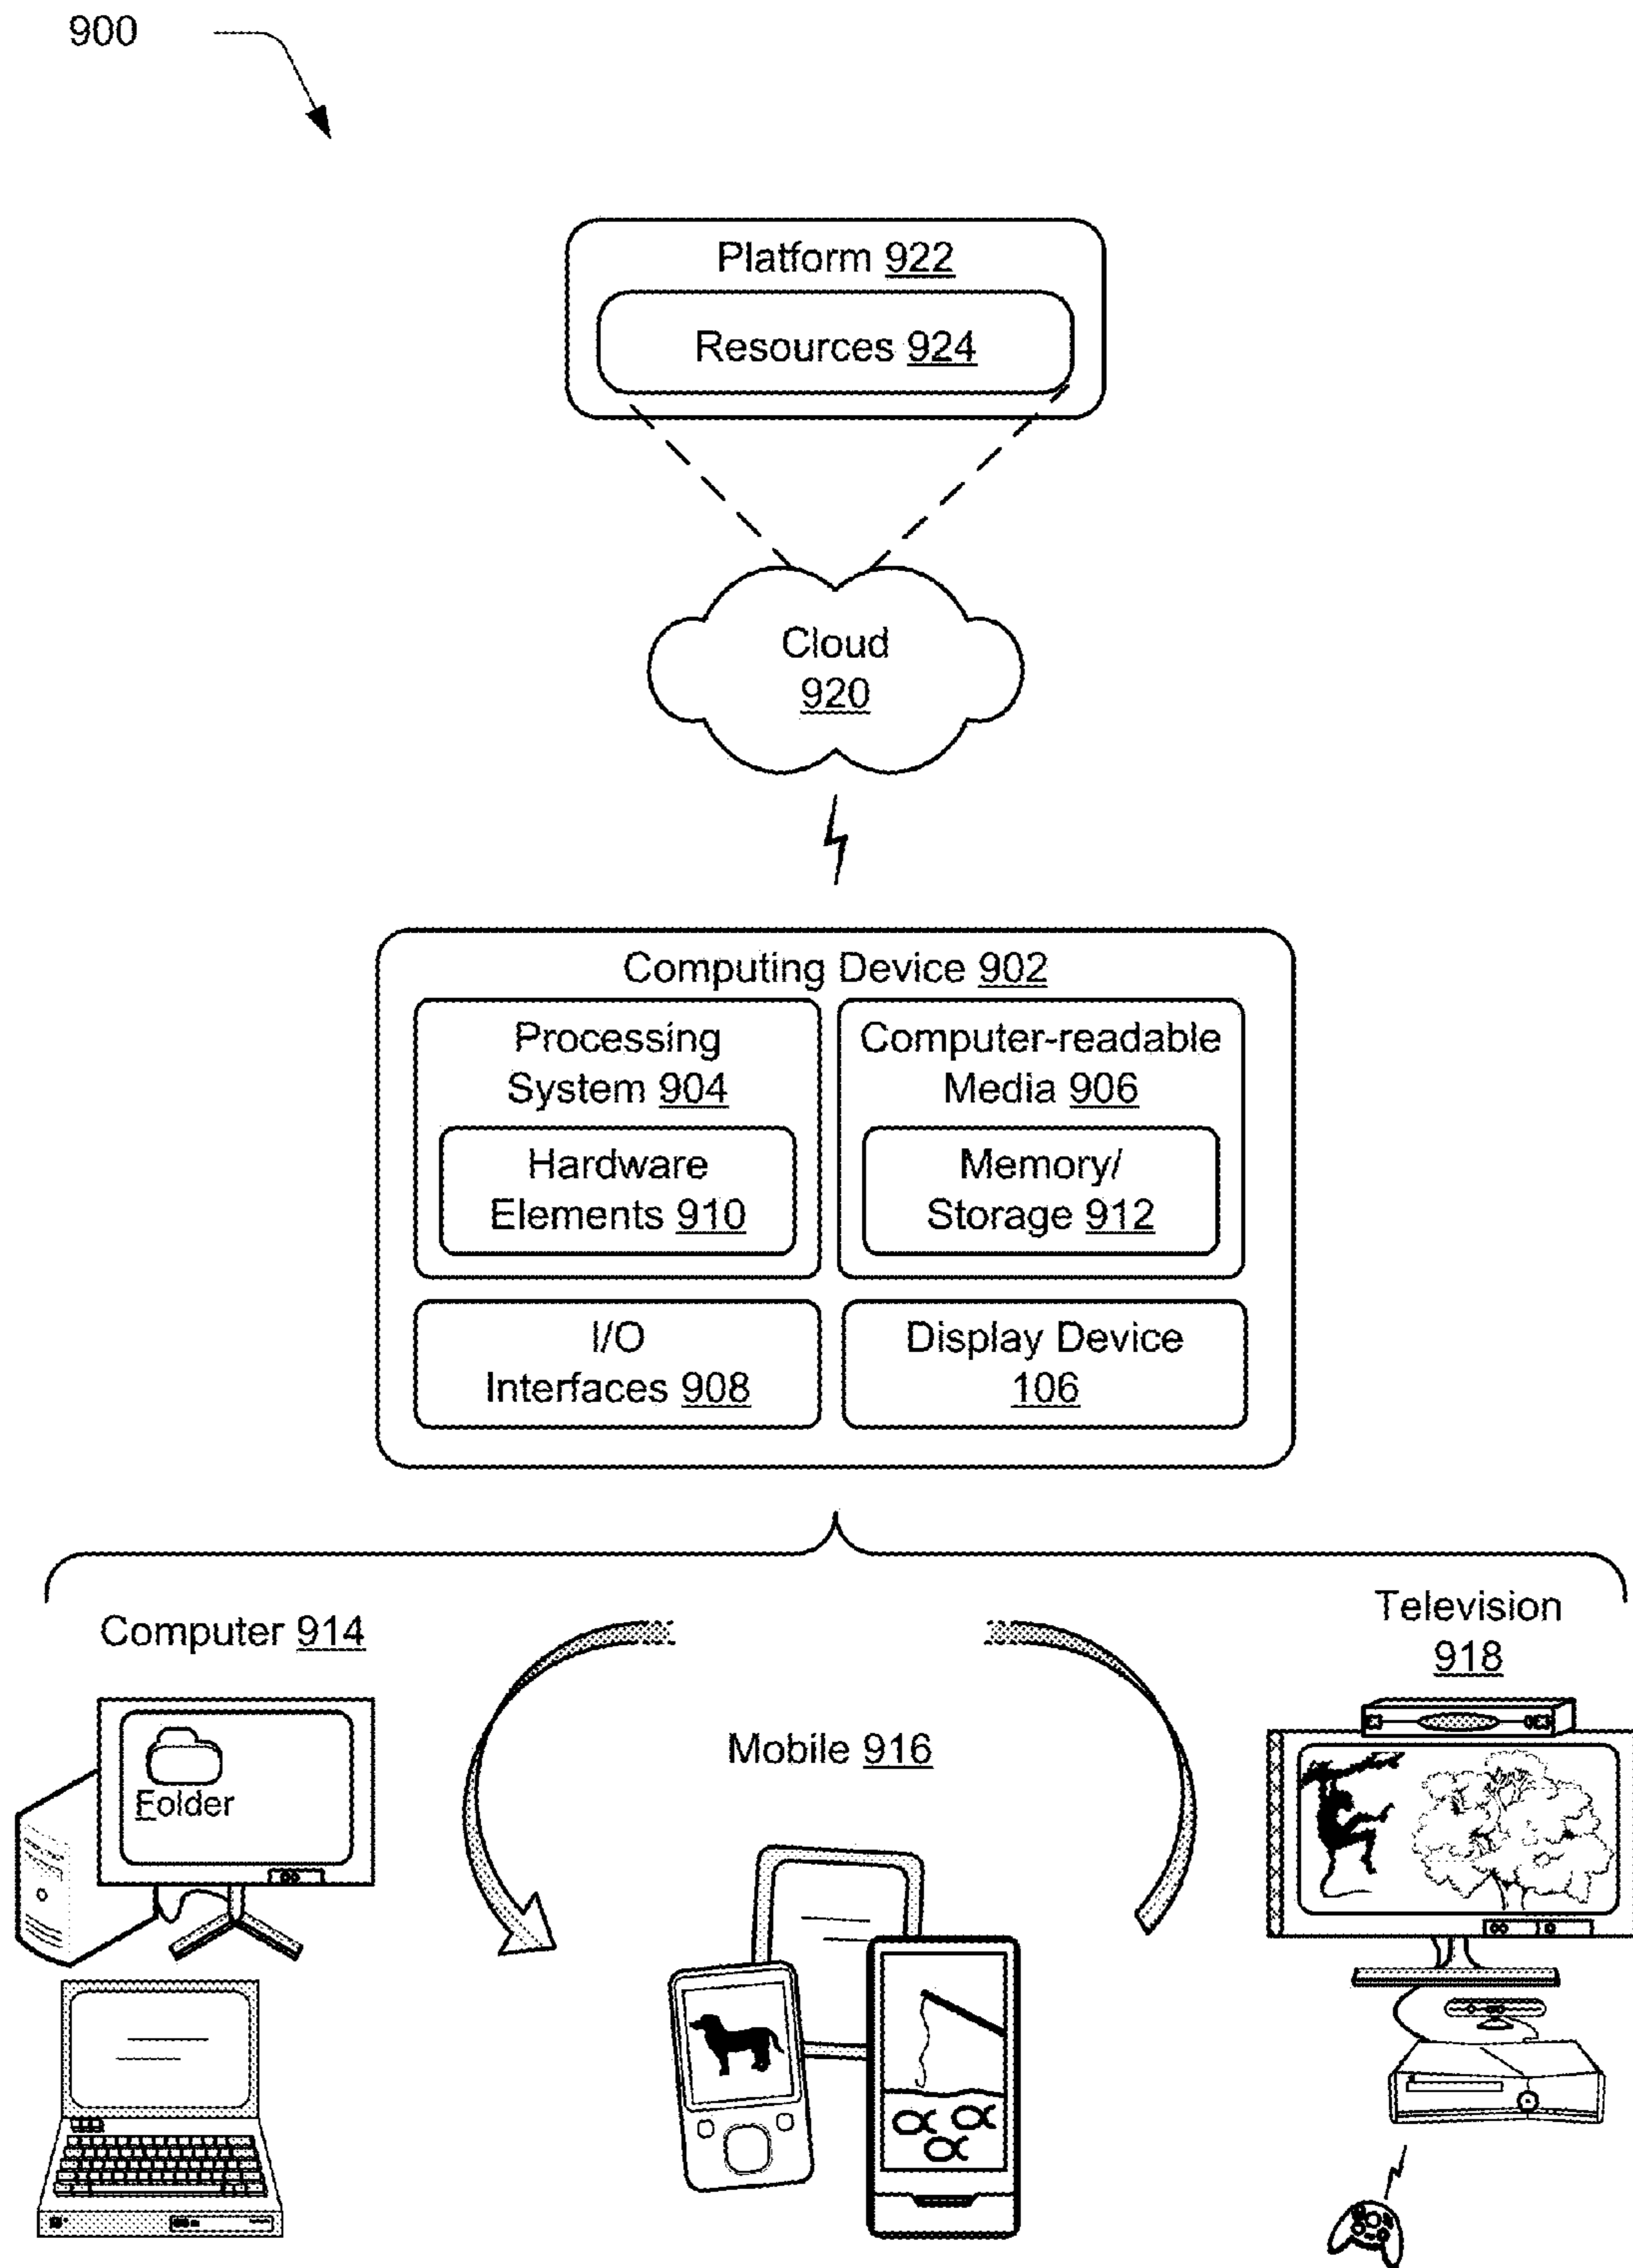 900
Platform 922
Resources 924
Cloud
920
Computing Device 902
Processing
System 904
Hardware
Elements 910
Computer-readable
Media 906
Memory/
Storage 912
I/O
Interfaces 908
Display Device
106
Computer 914
Folder
Mobile 916
Television
918